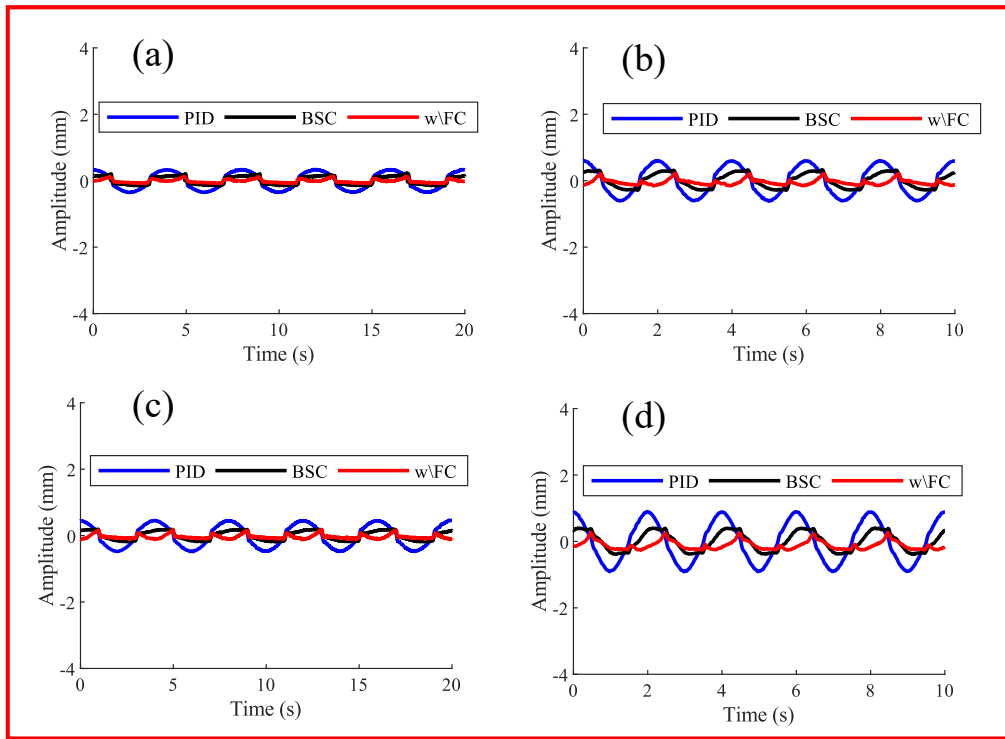 (a)
4
2
0
-2
-4
Amplitude (mm)
PID BSC w\FC
0 5 10 15 20
Time (s)
(b)
4
2
0
-2
-4
Amplitude (mm)
PID BSC w\FC
0 2 4 6 8 10
Time (s)
(c)
4
2
0
-2
-4
Amplitude (mm)
PID BSC w\FC
0 5 10 15 20
Time (s)
(d)
4
2
0
-2
-4
Amplitude (mm)
PID BSC w\FC
0 2 4 6 8 10
Time (s)